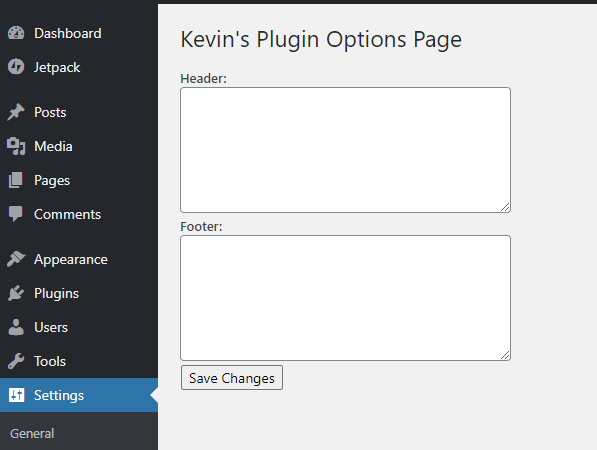 Dashboard
Jetpack
Posts
Media
Pages
Comments
Appearance
Plugins
Users
Tools
Settings
General
Kevin's Plugin Options Page
Header:
Footer:
Save Changes